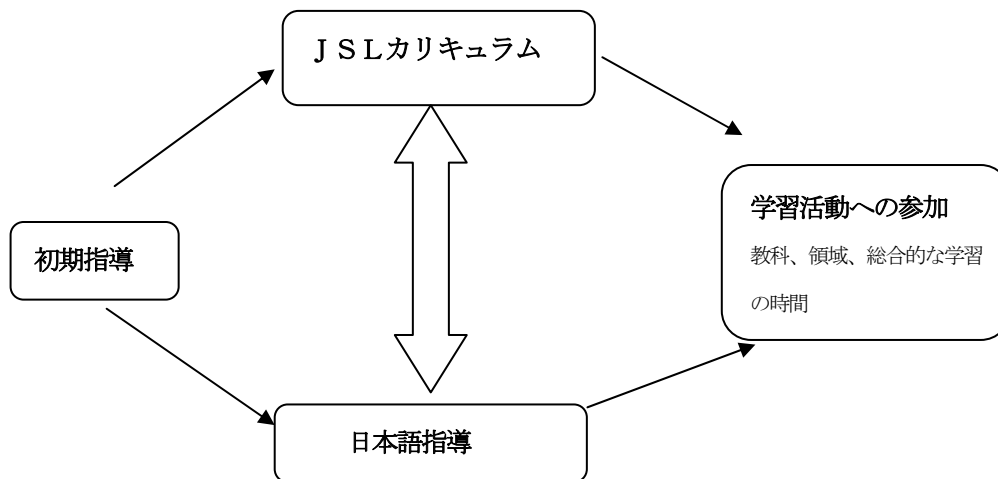 ＪＳＬカリキュラム
初期指導
学習活動への参加
教科、領域、総合的な学習
の時間
日本語指導